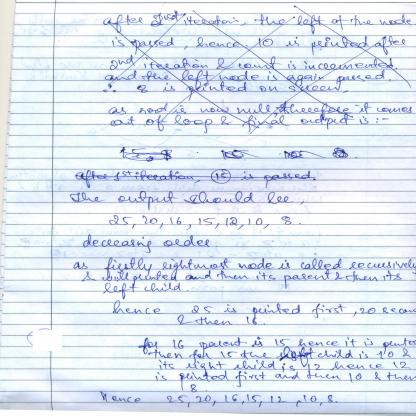 after 2nd iteration, the left of the node
is passed, hence 10 is printed after
2nd iteration & count is incremented
and the left node is again passed.
∴ 8 is printed on screen.
as root is now null, therefore it comes
out of loop & final output is :-
after 1st iteration, (15) is passed.
The output should be,
25, 20, 16, 15, 12, 10, 8.
decreasing order
as firstly rightmost node is called recursively
& printed and then its parent & then its
left child.
hence 25 is printed first, 20 second
& then 16.
for 16 parent is 15 hence it is printed
then for 15 the left child is 10 &
its right child is 12 hence 12
is printed first and then 10 & then
8.
Hence 25, 20, 16, 15, 12, 10, 8.